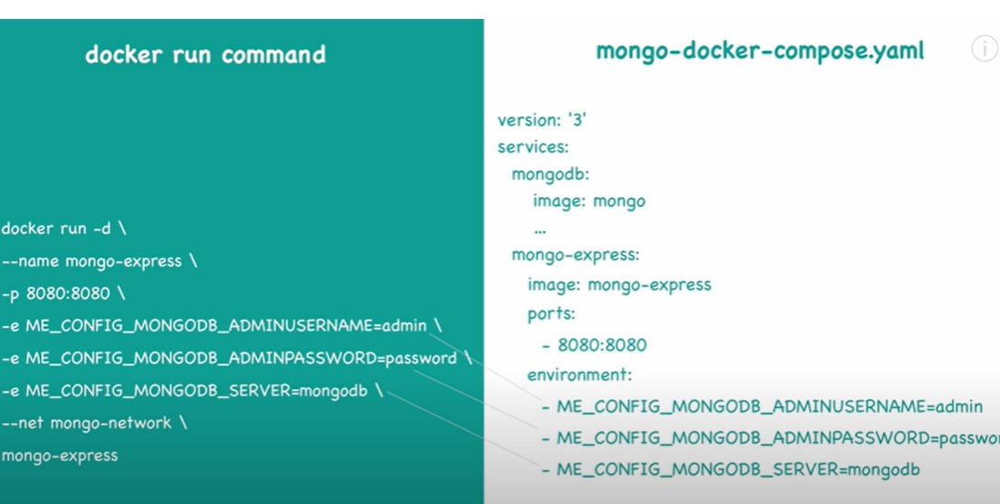 docker run command
docker run -d \
--name mongo-express \
-p 8080:8080 \
-e ME_CONFIG_MONGODB_ADMINUSERNAME=admin \
-e ME_CONFIG_MONGODB_ADMINPASSWORD=password \
-e ME_CONFIG_MONGODB_SERVER=mongodb \
--net mongo-network \
mongo-express
mongo-docker-compose.yaml
version: '3'
services:
mongodb:
image: mongo
...
mongo-express:
image: mongo-express
ports:
- 8080:8080
environment:
- ME_CONFIG_MONGODB_ADMINUSERNAME=admin
- ME_CONFIG_MONGODB_ADMINPASSWORD=passwor
- ME_CONFIG_MONGODB_SERVER=mongodb